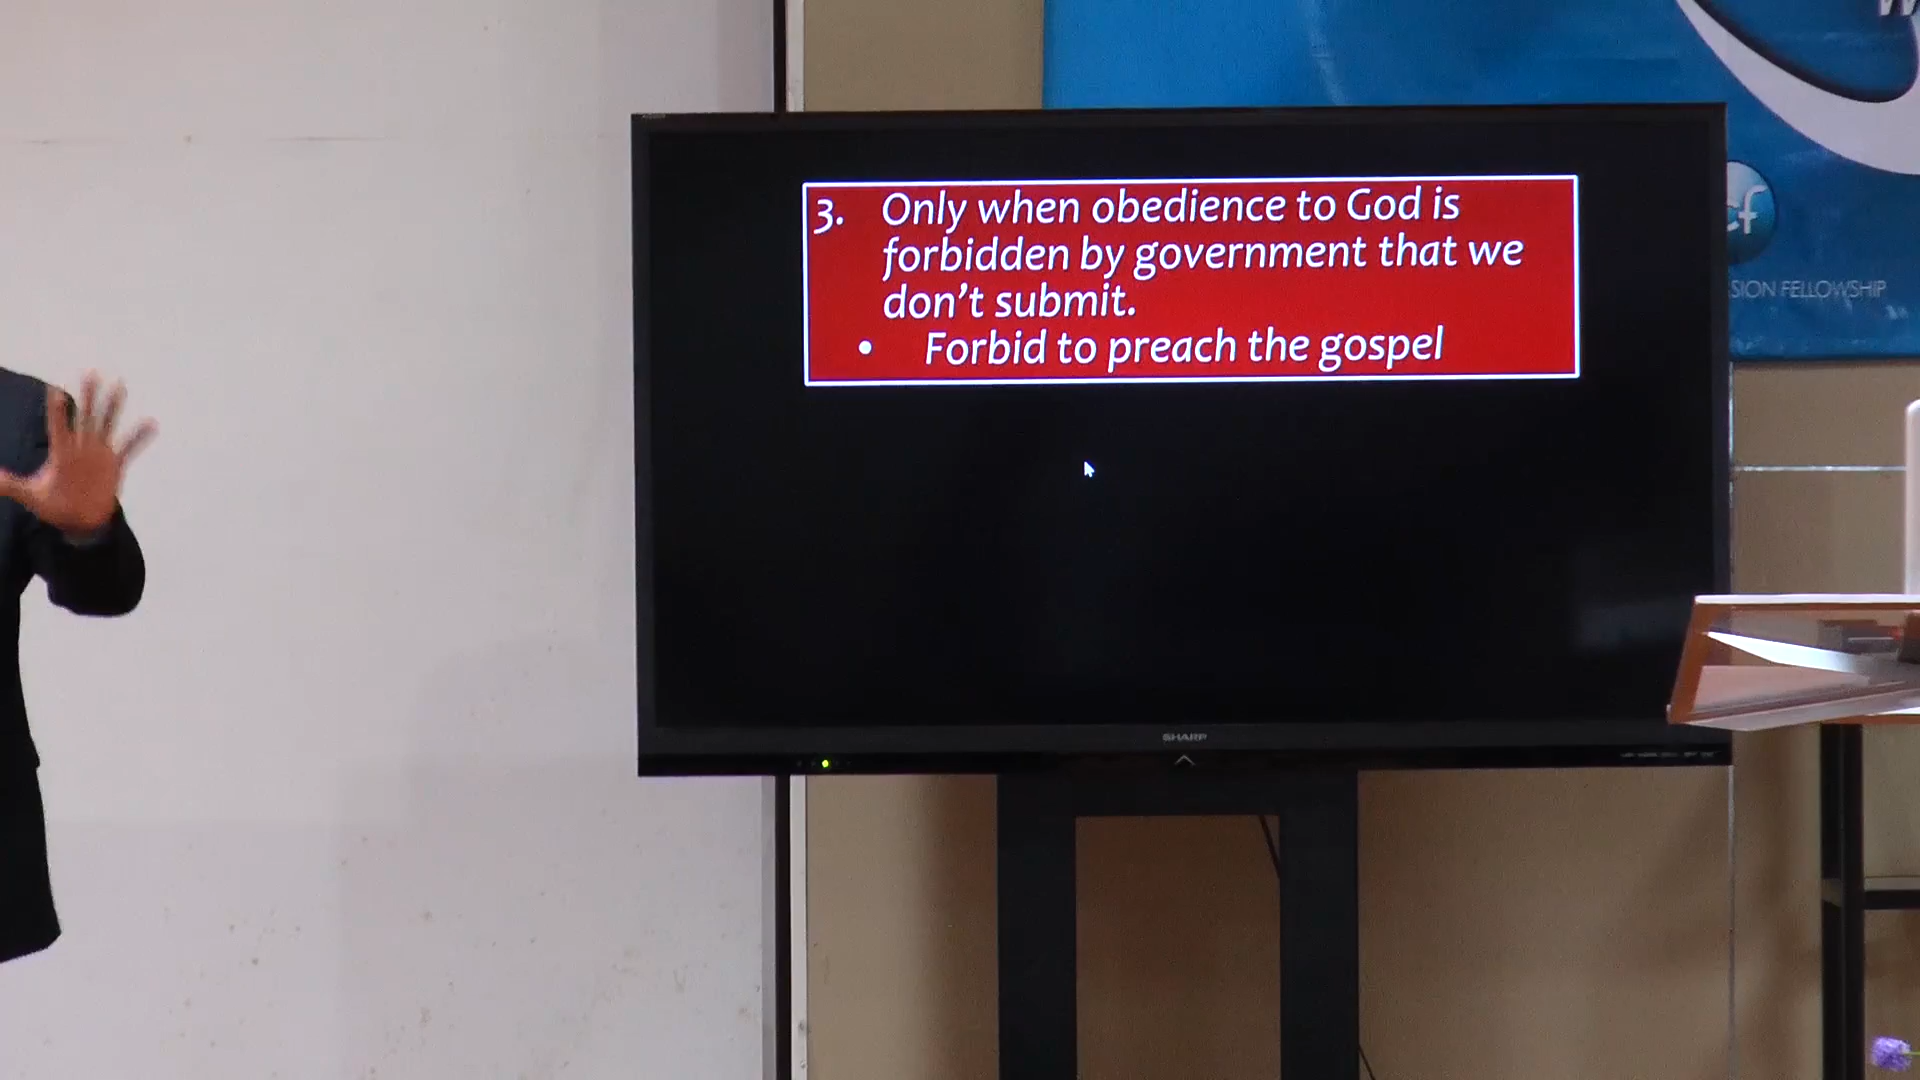 3. Only when obedience to God is
forbidden by government that we
don't submit.
• Forbid to preach the gospel
SION FELLOWSHIP
SHARP